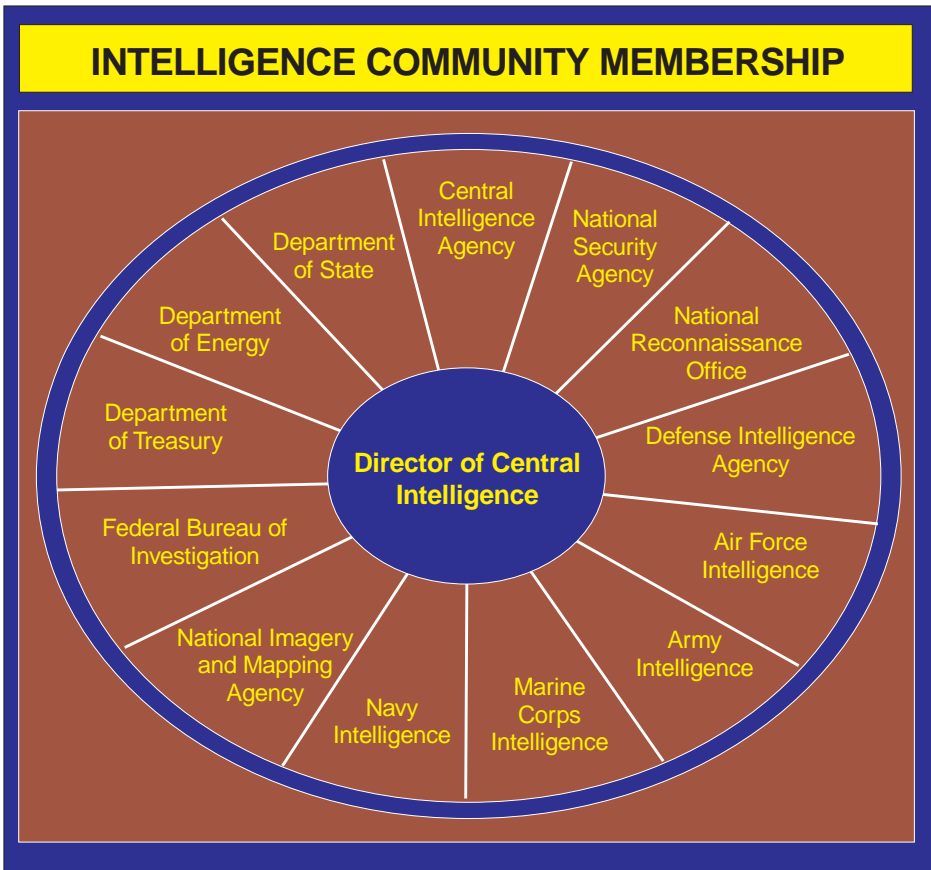 INTELLIGENCE COMMUNITY MEMBERSHIP
Central
Intelligence
Agency
National
Security
Agency
National
Reconnaissance
Office
Defense Intelligence
Agency
Air Force
Intelligence
Army
Intelligence
Marine
Corps
Intelligence
Navy
Intelligence
National Imagery
and Mapping
Agency
Federal Bureau of
Investigation
Department
of Treasury
Department
of Energy
Department
of State
Director of Central
Intelligence